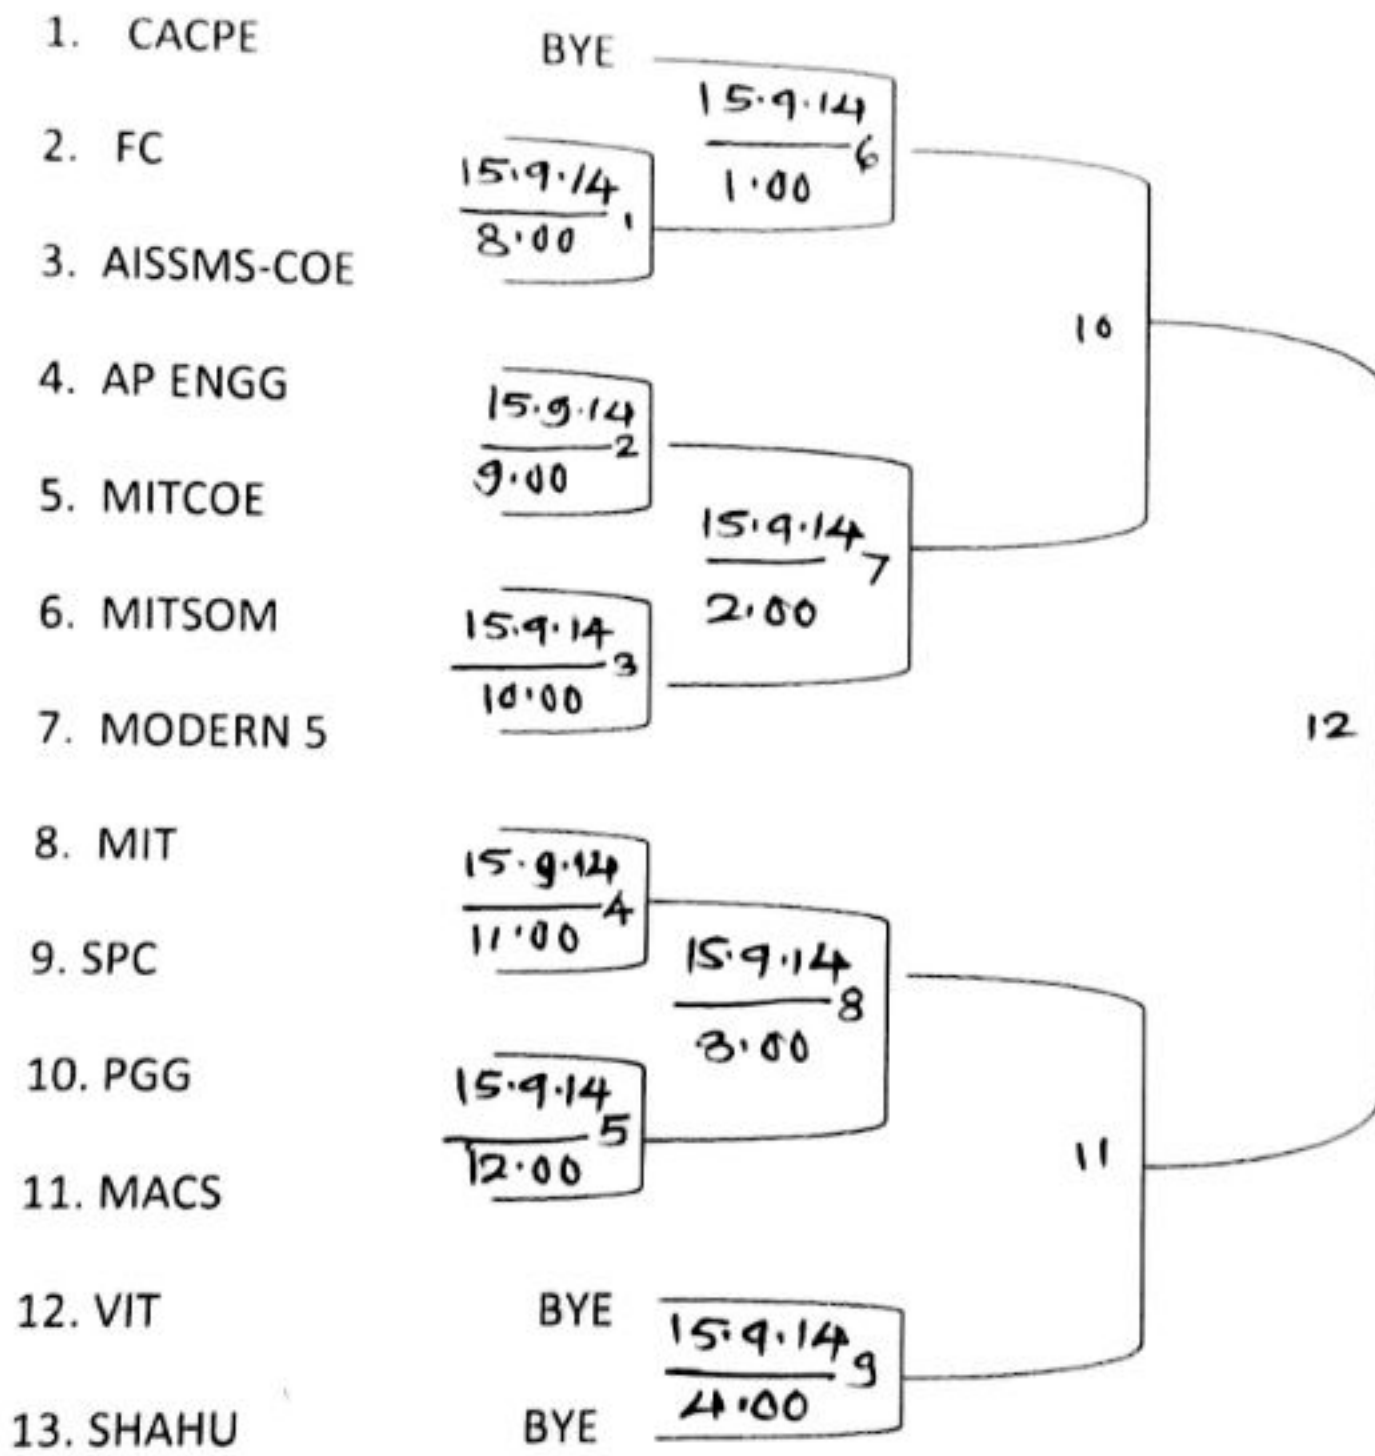 1. CACPE BYE
15.9.14
6
1.00
2. FC
15.9.14
1
8.00
3. AISSMS-COE
10
4. AP ENGG
15.9.14
2
9.00
5. MITCOE
15.9.14
7
2.00
6. MITSOM
15.9.14
3
10.00
7. MODERN 5
12
8. MIT
15.9.14
4
11.00
9. SPC
15.9.14
8
3.00
10. PGG
15.9.14
5
12.00
11. MACS
11
12. VIT BYE
15.9.14
9
4.00
13. SHAHU BYE